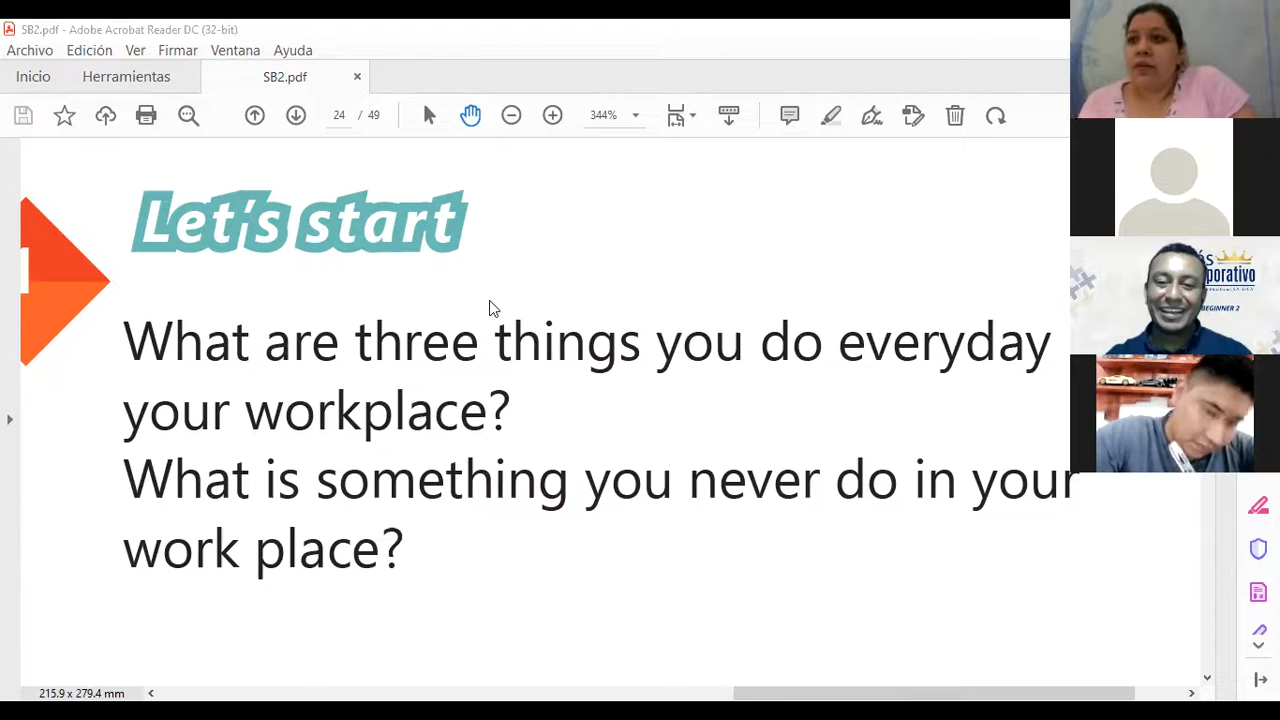 SB2.pdf - Adobe Acrobat Reader DC (32-bit)
Archivo Edición Ver Firmar Ventana Ayuda
Inicio Herramientas SB2.pdf ×
24 / 49 344%
Let's start
What are three things you do everyday
your workplace?
What is something you never do in your
work place?
és
porativo
BEGINNER 2
215.9 x 279.4 mm